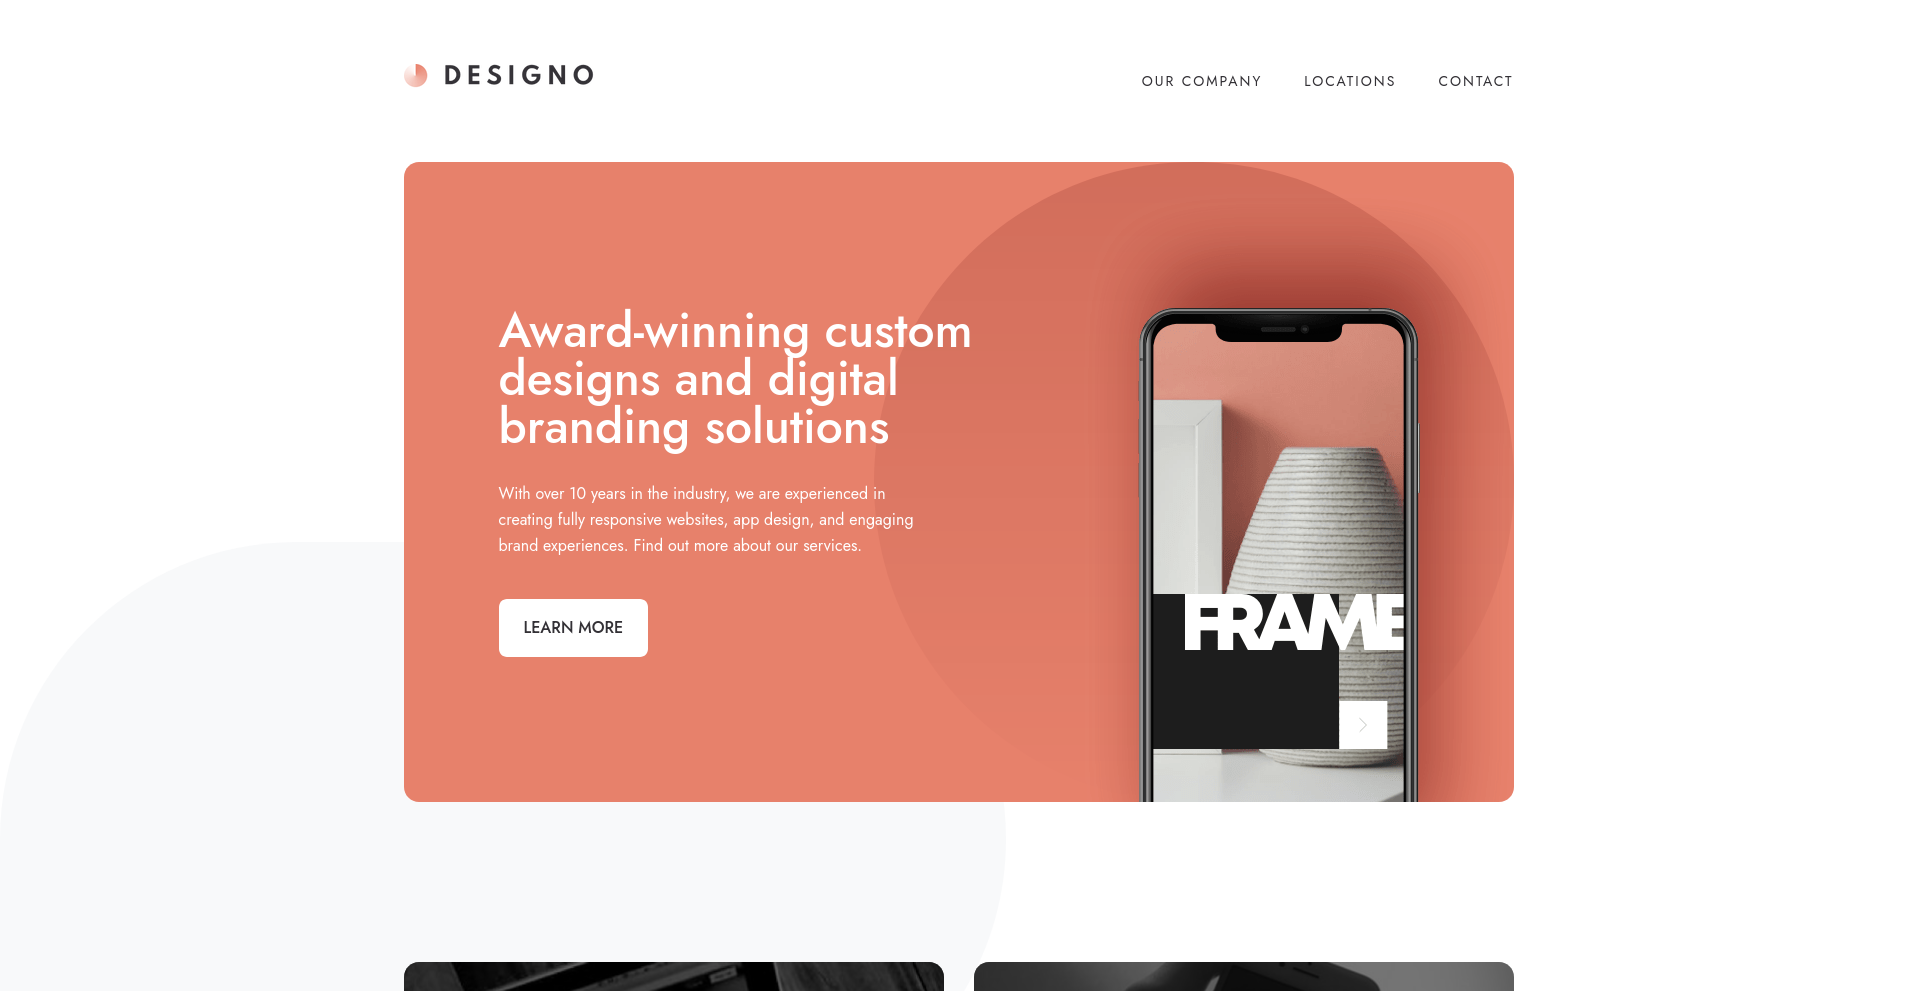 DESIGNO
OUR COMPANY
LOCATIONS
CONTACT
Award-winning custom
designs and digital
branding solutions
With over 10 years in the industry, we are experienced in
creating fully responsive websites, app design, and engaging
brand experiences. Find out more about our services.
LEARN MORE
FRAME